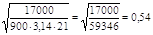 √(17000/(900·3,14·21)) = √(17000/59346) = 0,54